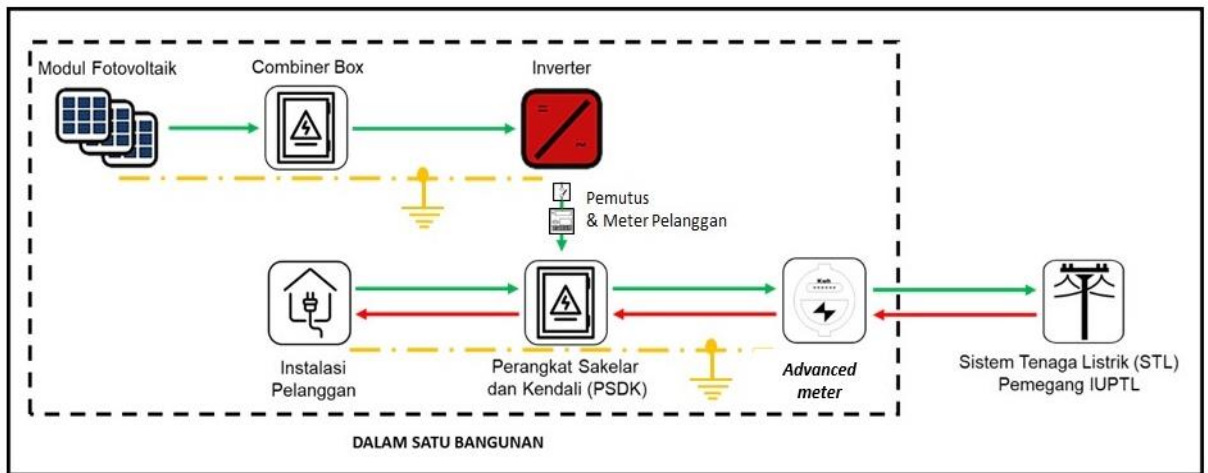 Modul Fotovoltaik
Combiner Box
Inverter
Pemutus
& Meter Pelanggan
Kwh
Instalasi
Pelanggan
Perangkat Sakelar
dan Kendali (PSDK)
Advanced
meter
Sistem Tenaga Listrik (STL)
Pemegang IUPTL
DALAM SATU BANGUNAN